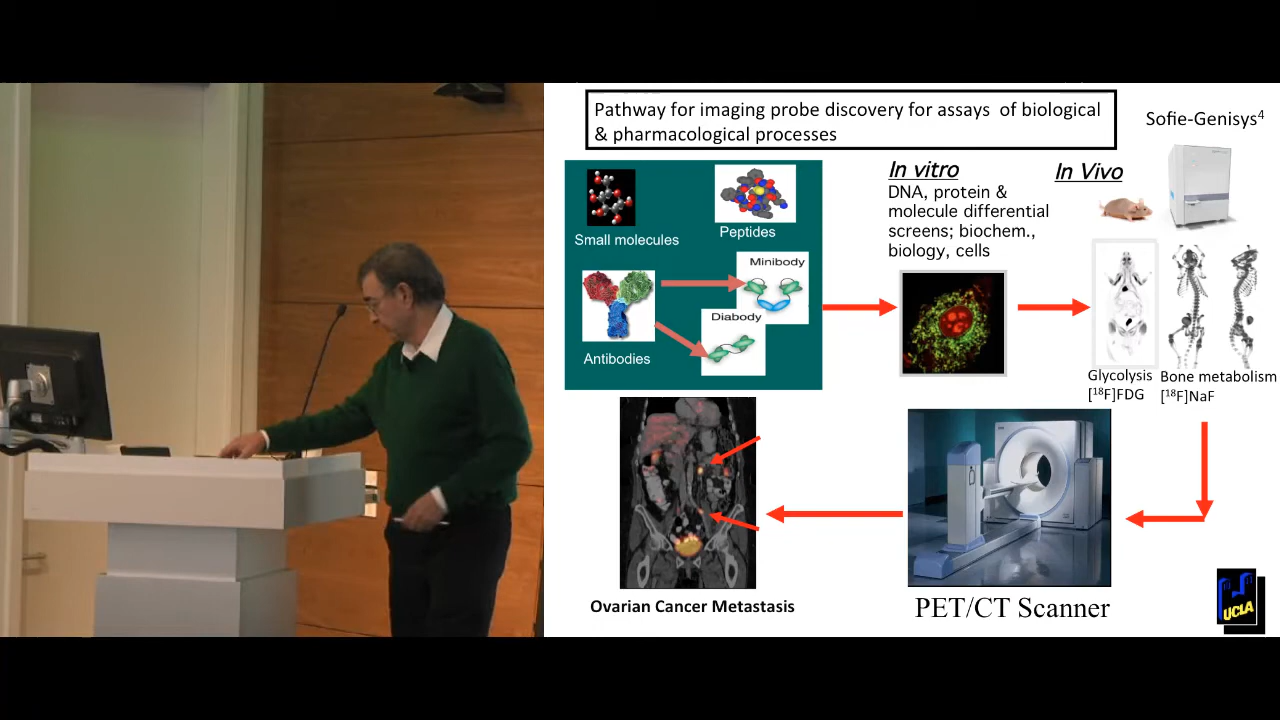 Pathway for imaging probe discovery for assays of biological
& pharmacological processes
Sofie-Genisys4
Small molecules
Peptides
Minibody
Diabody
Antibodies
In vitro
DNA, protein &
molecule differential
screens; biochem.,
biology, cells
In Vivo
Glycolysis
[18F]FDG
Bone metabolism
[18F]NaF
Ovarian Cancer Metastasis
PET/CT Scanner
UCLA